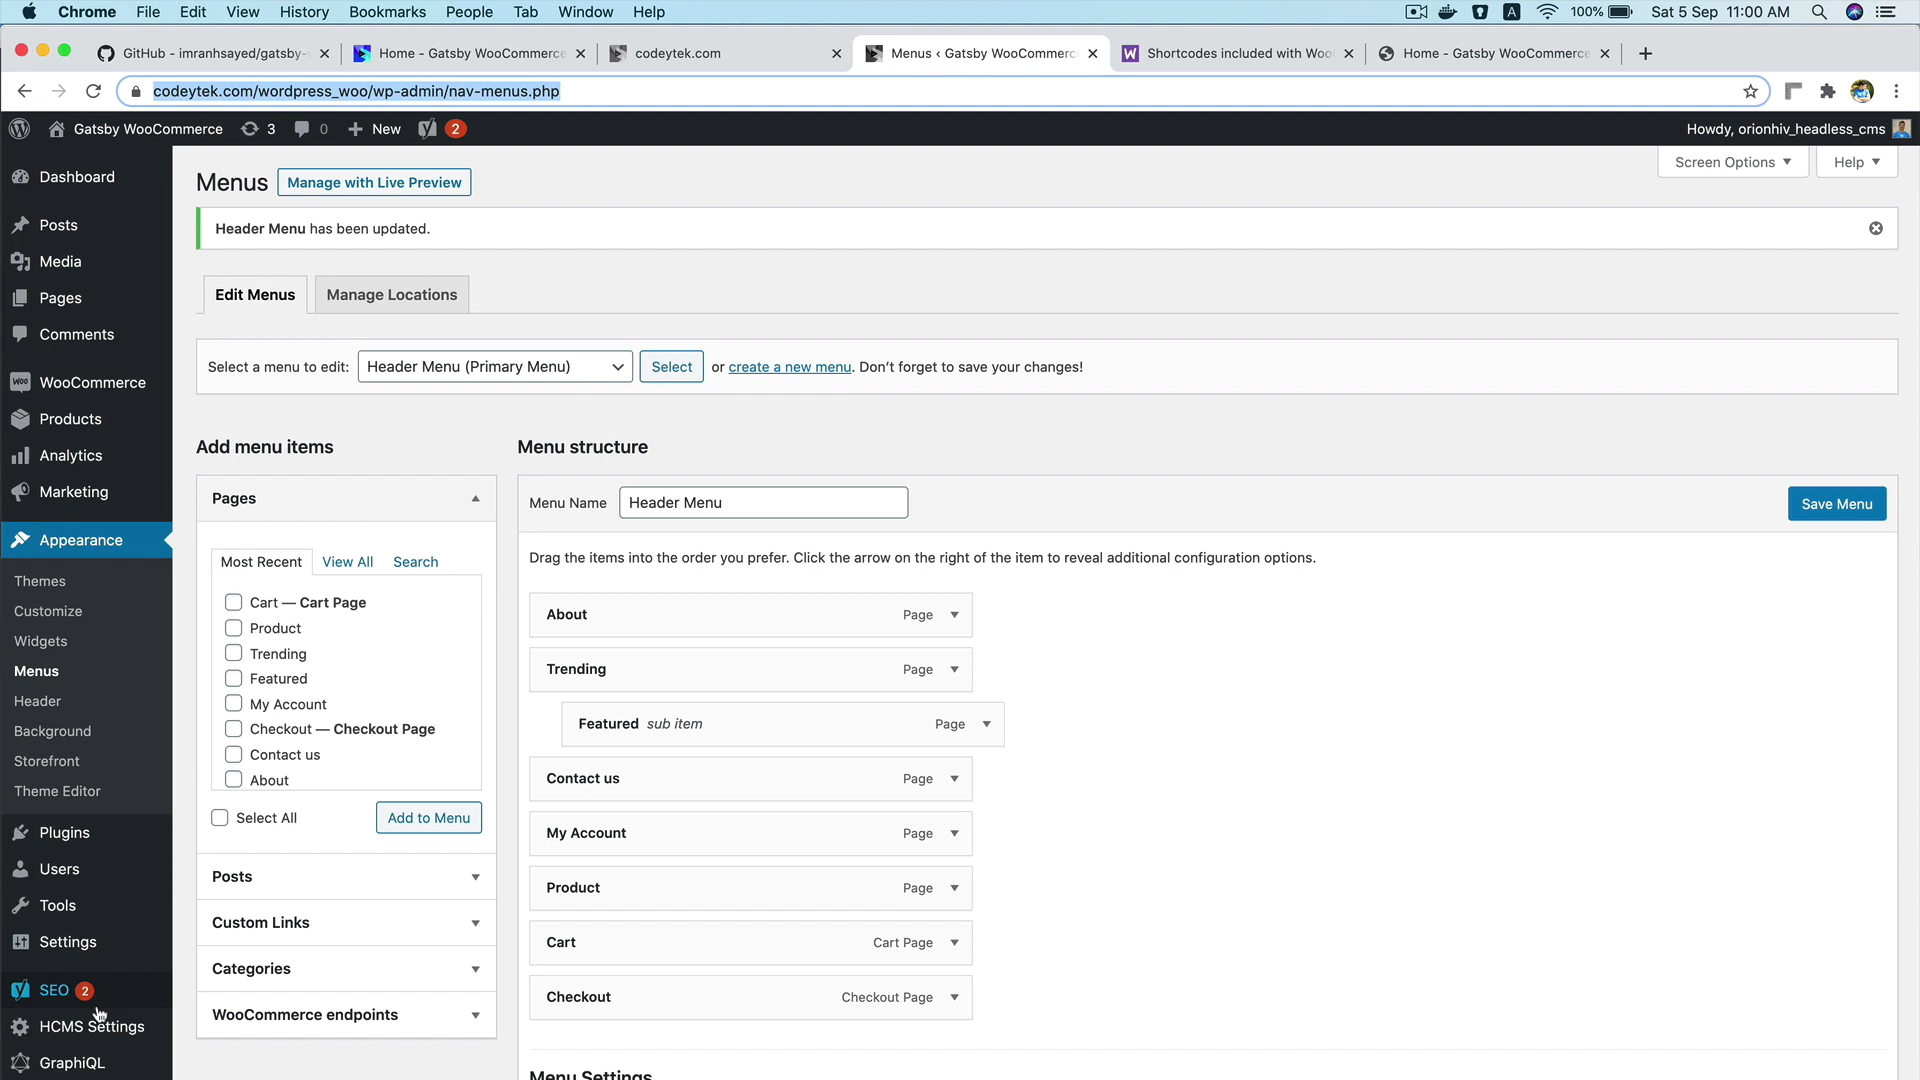 Chrome File Edit View History Bookmarks People Tab Window Help 100% Sat 5 Sep 11:00 AM
GitHub - imranhsayed/gatsby- Home - Gatsby WooCommerce codeytek.com Menus ‹ Gatsby WooCommerc Shortcodes included with Woo Home - Gatsby WooCommerce
codeytek.com/wordpress_woo/wp-admin/nav-menus.php
Gatsby WooCommerce 3 0 New 2 Howdy, orionhiv_headless_cms
Screen Options Help
Menus Manage with Live Preview
Header Menu has been updated.
Edit Menus Manage Locations
Select a menu to edit: Header Menu (Primary Menu) Select or create a new menu. Don’t forget to save your changes!
Dashboard
Posts
Media
Pages
Comments
WooCommerce
Products
Analytics
Marketing
Appearance
Themes
Customize
Widgets
Menus
Header
Background
Storefront
Theme Editor
Plugins
Users
Tools
Settings
SEO 2
HCMS Settings
GraphiQL
Add menu items
Pages
Most Recent View All Search
Cart — Cart Page
Product
Trending
Featured
My Account
Checkout — Checkout Page
Contact us
About
Select All Add to Menu
Posts
Custom Links
Categories
WooCommerce endpoints
Menu structure
Menu Name Header Menu Save Menu
Drag the items into the order you prefer. Click the arrow on the right of the item to reveal additional configuration options.
About Page
Trending Page
Featured sub item Page
Contact us Page
My Account Page
Product Page
Cart Cart Page
Checkout Checkout Page
Menu Settings